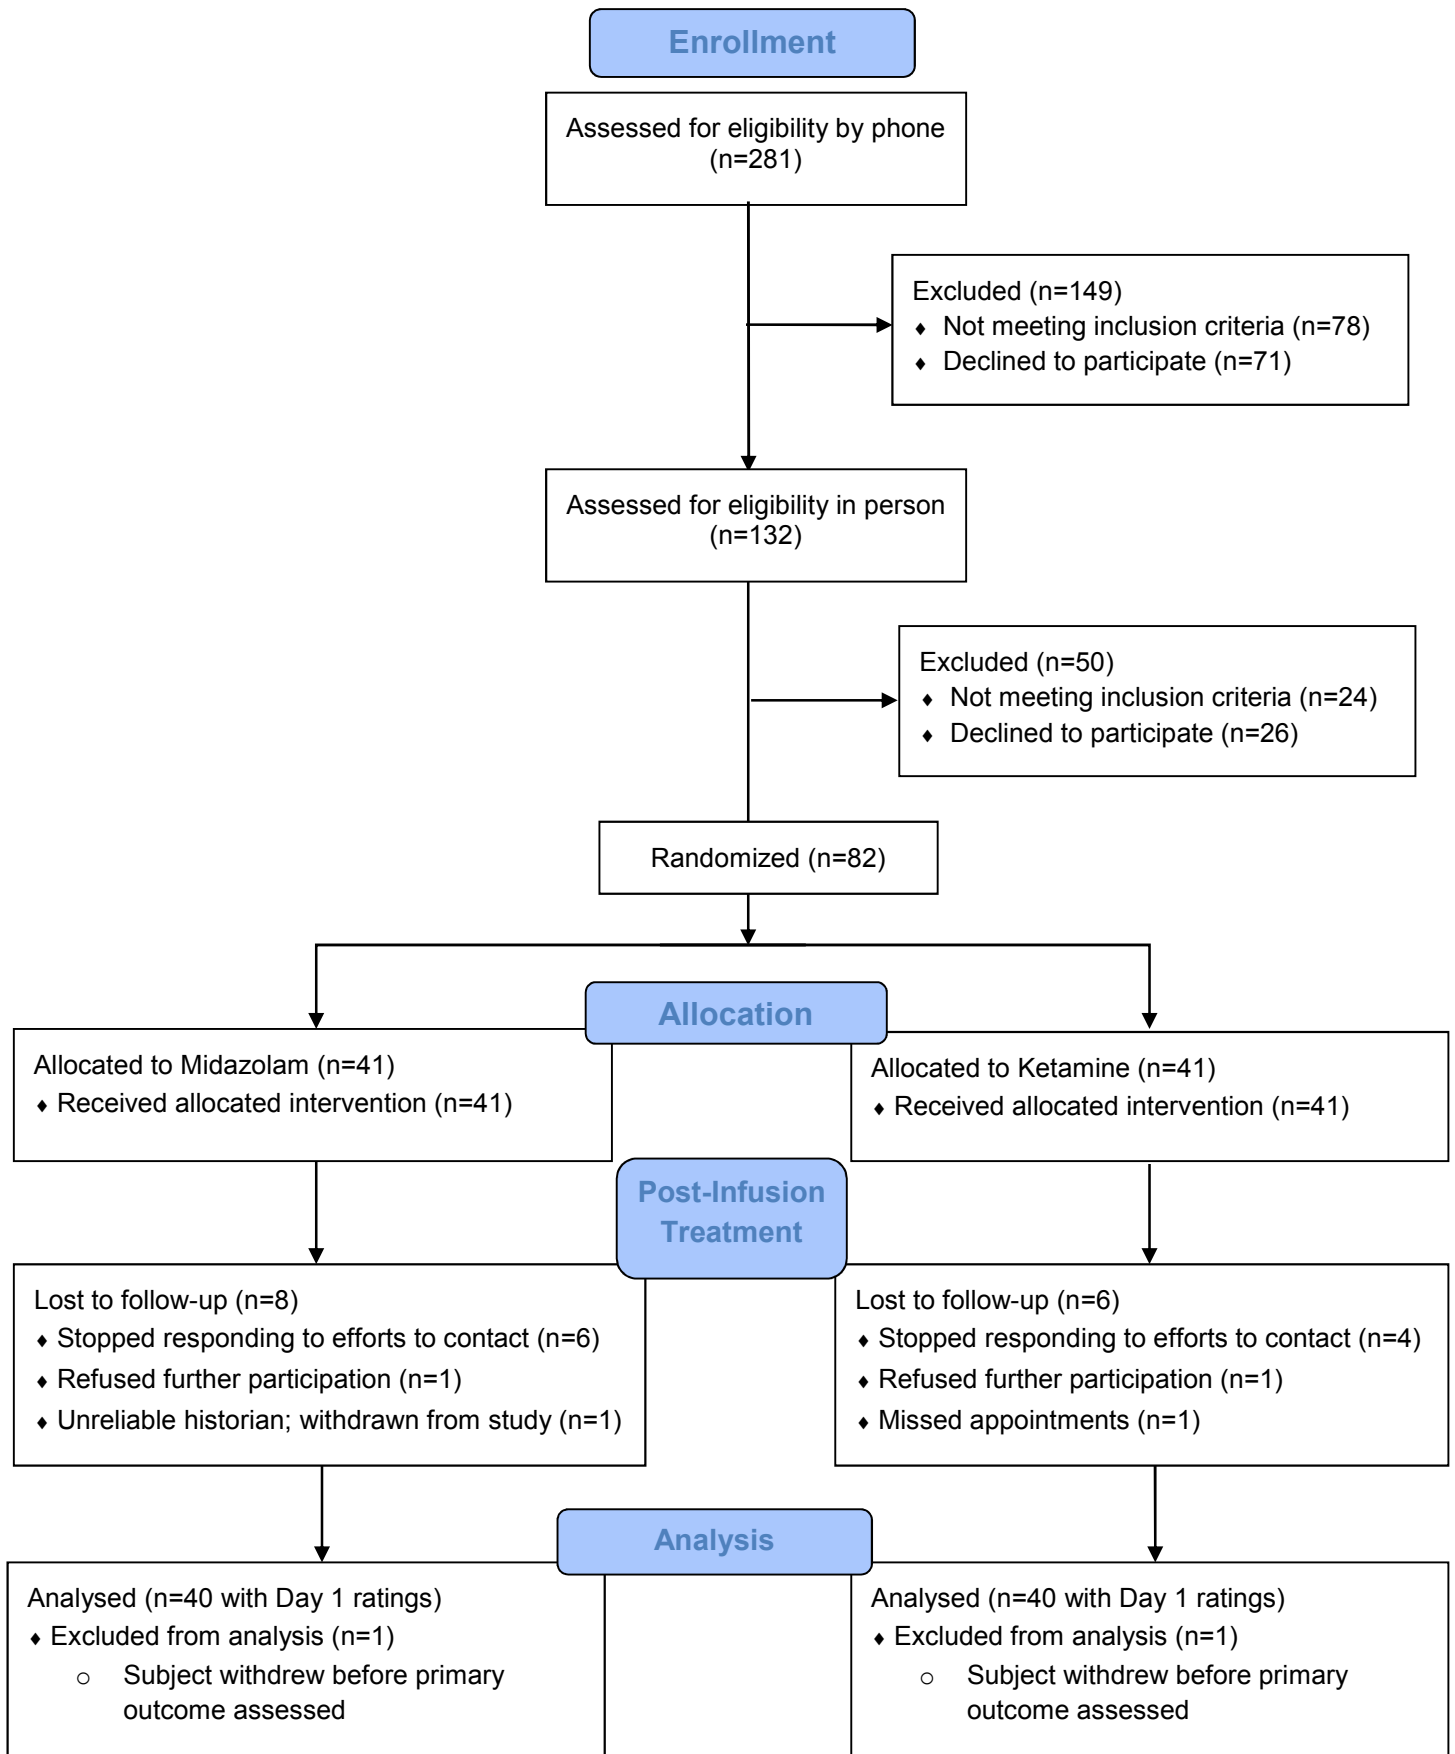 Enrollment
Assessed for eligibility by phone
(n=281)
Excluded (n=149)
♦ Not meeting inclusion criteria (n=78)
♦ Declined to participate (n=71)
Assessed for eligibility in person
(n=132)
Excluded (n=50)
♦ Not meeting inclusion criteria (n=24)
♦ Declined to participate (n=26)
Randomized (n=82)
Allocation
Allocated to Midazolam (n=41)
♦ Received allocated intervention (n=41)
Allocated to Ketamine (n=41)
♦ Received allocated intervention (n=41)
Post-Infusion
Treatment
Lost to follow-up (n=8)
♦ Stopped responding to efforts to contact (n=6)
♦ Refused further participation (n=1)
♦ Unreliable historian; withdrawn from study (n=1)
Lost to follow-up (n=6)
♦ Stopped responding to efforts to contact (n=4)
♦ Refused further participation (n=1)
♦ Missed appointments (n=1)
Analysis
Analysed (n=40 with Day 1 ratings)
♦ Excluded from analysis (n=1)
○ Subject withdrew before primary
outcome assessed
Analysed (n=40 with Day 1 ratings)
♦ Excluded from analysis (n=1)
○ Subject withdrew before primary
outcome assessed